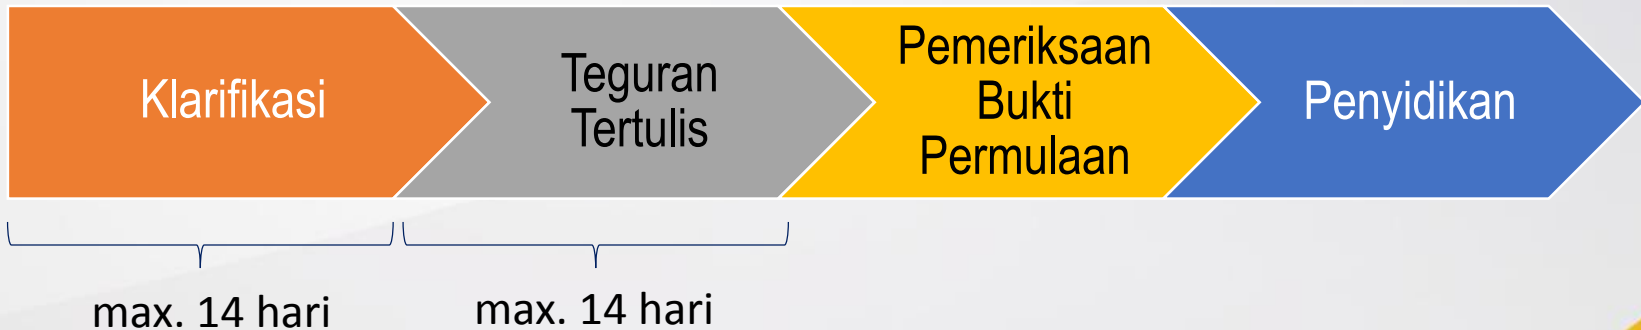 Klarifikasi
Teguran
Tertulis
Pemeriksaan
Bukti
Permulaan
Penyidikan
max. 14 hari
max. 14 hari